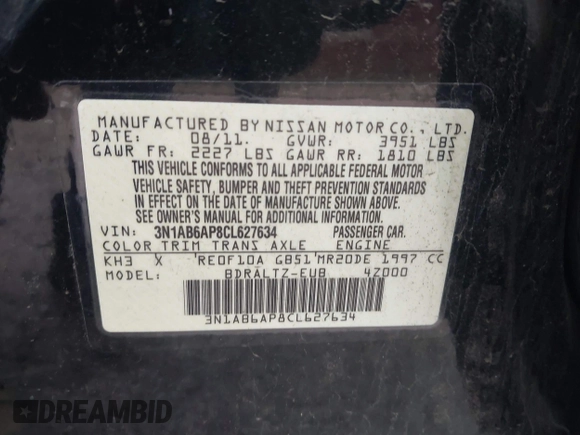 MANUFACTURED BY NISSAN MOTOR CO., LTD.
DATE: 08/11. GVWR: 3951 LBS
GAWR FR: 2227 LBS GAWR RR: 1810 LBS
THIS VEHICLE CONFORMS TO ALL APPLICABLE FEDERAL MOTOR
VEHICLE SAFETY, BUMPER AND THEFT PREVENTION STANDARDS
IN EFFECT ON THE DATE OF MANUFACTURE SHOWN ABOVE.
SEE OWNER'S MANUAL FOR ADDITIONAL INFORMATION.
VIN: 3N1AB6AP8CL627634 PASSENGER CAR.
COLOR TRIM TRANS AXLE ENGINE
KH3 X RE0F10A GB51 MR20DE 1997 CC
MODEL: BDRALTZ-EUB 4Z000
3N1AB6AP8CL627634
DREAMBID